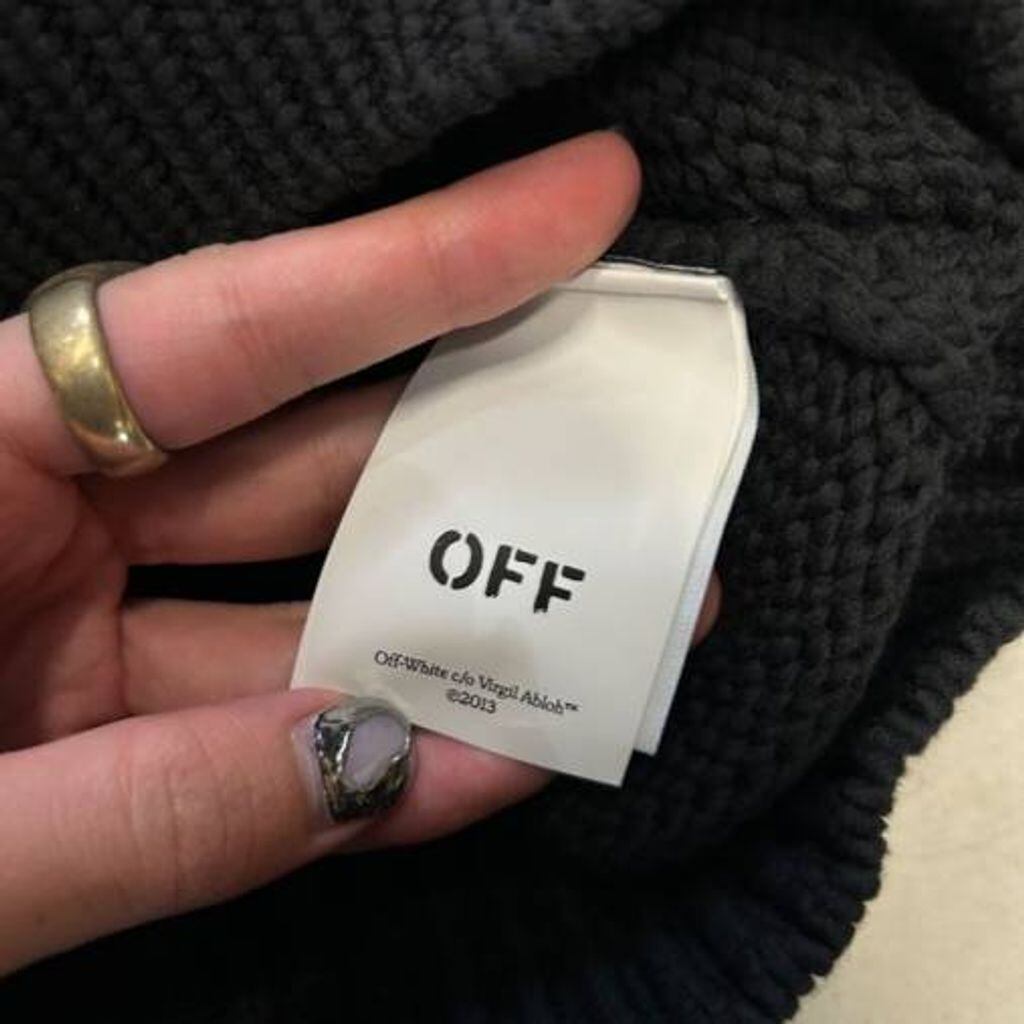 OFF
Off-White c/o Virgil Abloh™
©2013